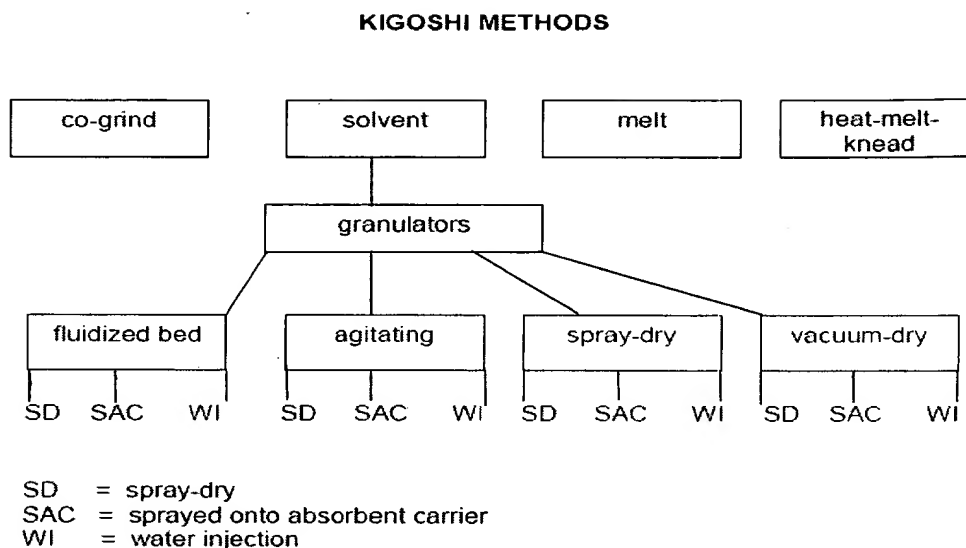 KIGOSHI METHODS
co-grind solvent melt heat-melt-
knead
granulators
fluidized bed agitating spray-dry vacuum-dry
SD SAC WI SD SAC WI SD SAC WI SD SAC WI
SD = spray-dry
SAC = sprayed onto absorbent carrier
WI = water injection